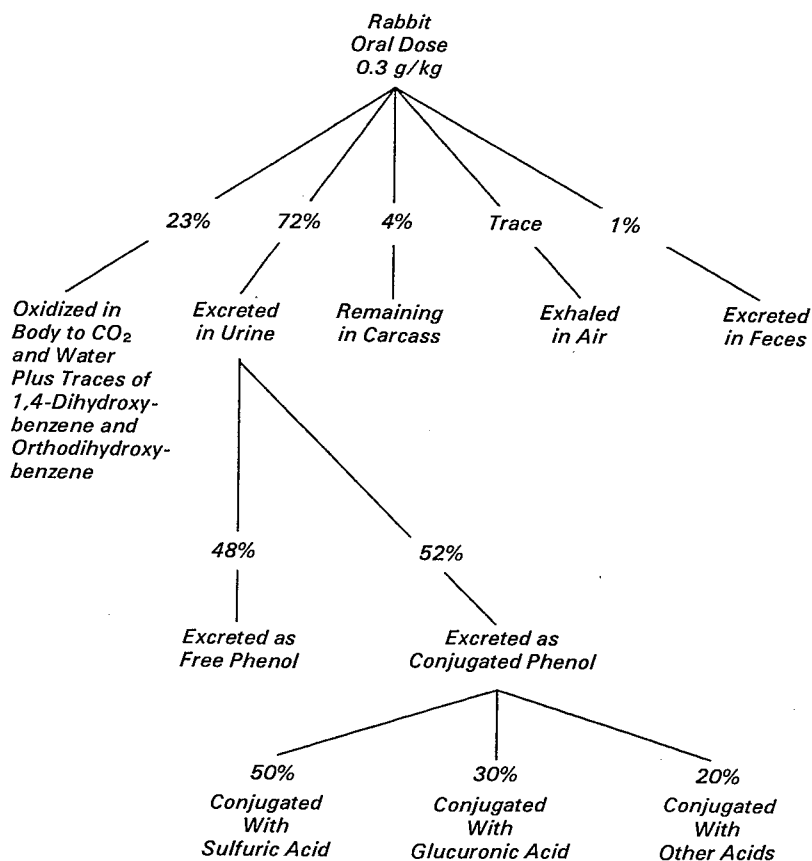 Rabbit
Oral Dose
0.3 g/kg
23%
72%
4%
Trace
1%
Oxidized in
Body to CO₂
and Water
Plus Traces of
1,4-Dihydroxy-
benzene and
Orthodihydroxy-
benzene
Excreted
in Urine
Remaining
in Carcass
Exhaled
in Air
Excreted
in Feces
48%
52%
Excreted as
Free Phenol
Excreted as
Conjugated Phenol
50%
Conjugated
With
Sulfuric Acid
30%
Conjugated
With
Glucuronic Acid
20%
Conjugated
With
Other Acids